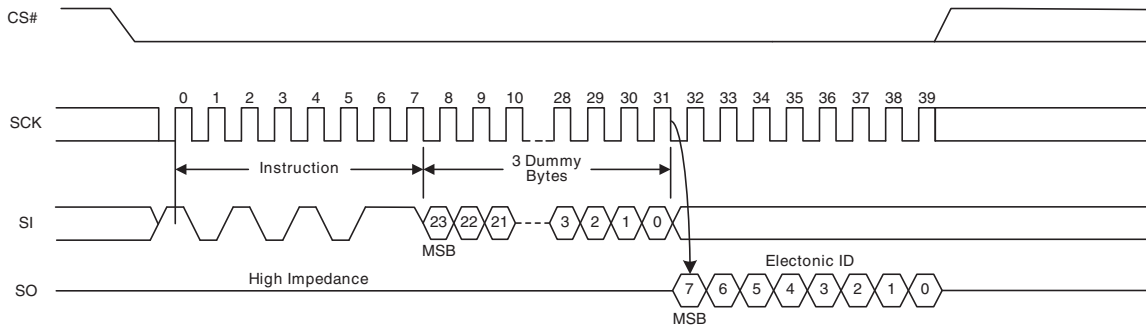 CS#
0 1 2 3 4 5 6 7 8 9 10 28 29 30 31 32 33 34 35 36 37 38 39
SCK
Instruction
3 Dummy
Bytes
SI
23 22 21 3 2 1 0
MSB
High Impedance
Electonic ID
SO
7 6 5 4 3 2 1 0
MSB